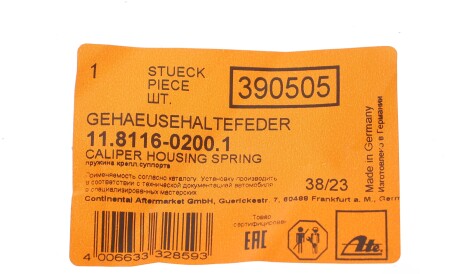 1
STUECK
PIECE
ШТ.
390505
GEHAEUSEHALTEFEDER
11.8116-0200.1
CALIPER HOUSING SPRING
пружина крепл.суппорта
Применяемость согласно каталогу. Установку производить
в соответствии с технической документацией автомобиля
в специализированных мастерских
38/23
Continental Aftermarket GmbH, Guerickestr. 7, 60488 Frankfurt a. M., Germ
Made in Germany
Изготовлено в Германии
Товар
сертифицирован
EAC
Ate
4 006633 328593